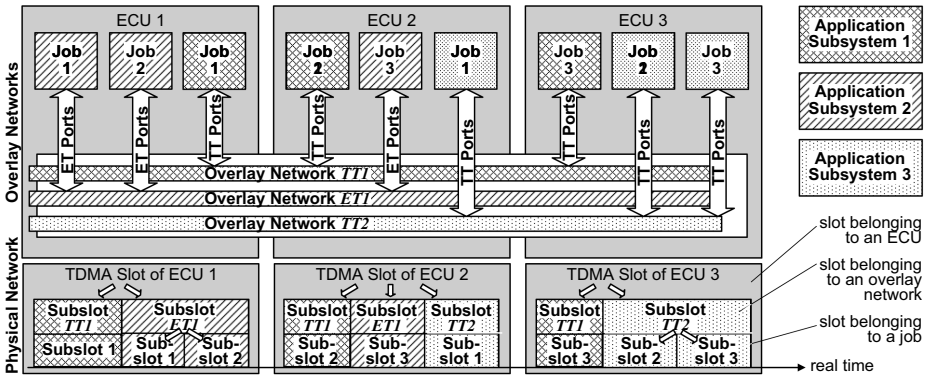 Overlay Networks
ECU 1
ECU 2
ECU 3
Job
1
Job
2
Job
1
Job
2
Job
3
Job
1
Job
3
Job
2
Job
3
ET Ports
ET Ports
TT Ports
TT Ports
ET Ports
TT Ports
TT Ports
TT Ports
TT Ports
Overlay Network TT1
Overlay Network ET1
Overlay Network TT2
Application
Subsystem 1
Application
Subsystem 2
Application
Subsystem 3
Physical Network
TDMA Slot of ECU 1
Subslot
TT1
Subslot
ET1
Subslot 1
Sub-
slot 1
Sub-
slot 2
TDMA Slot of ECU 2
Subslot
TT1
Subslot
ET1
Subslot
TT2
Sub-
slot 2
Sub-
slot 3
Sub-
slot 1
TDMA Slot of ECU 3
Subslot
TT1
Subslot
TT2
Sub-
slot 3
Sub-
slot 2
Sub-
slot 3
slot belonging
to an ECU
slot belonging
to an overlay
network
slot belonging
to a job
real time